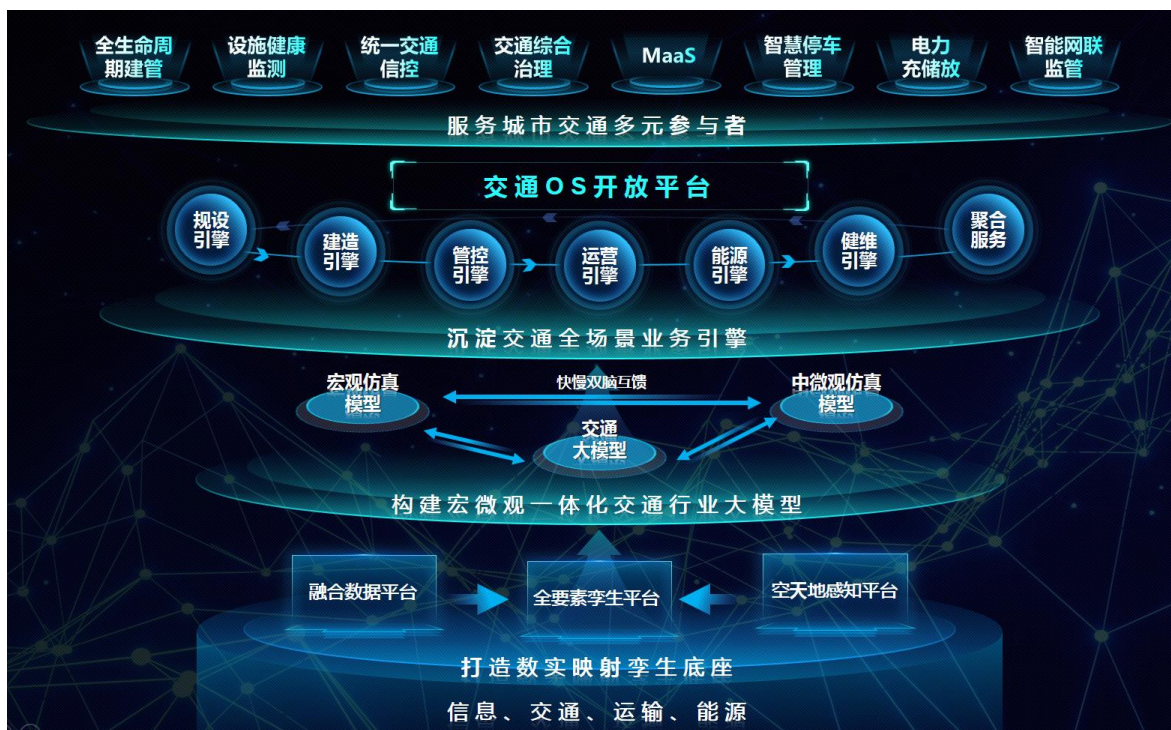 全生命周
期建管
设施健康
监测
统一交通
信控
交通综合
治理
MaaS
智慧停车
管理
电力
充储放
智能网联
监管
服务城市交通多元参与者
交通OS开放平台
规设
引擎
建造
引擎
管控
引擎
运营
引擎
能源
引擎
健维
引擎
聚合
服务
沉淀交通全场景业务引擎
宏观仿真
模型
快慢双脑互馈
中微观仿真
模型
交通
大模型
构建宏微观一体化交通行业大模型
融合数据平台
全要素孪生平台
空天地感知平台
打造数实映射孪生底座
信息、交通、运输、能源